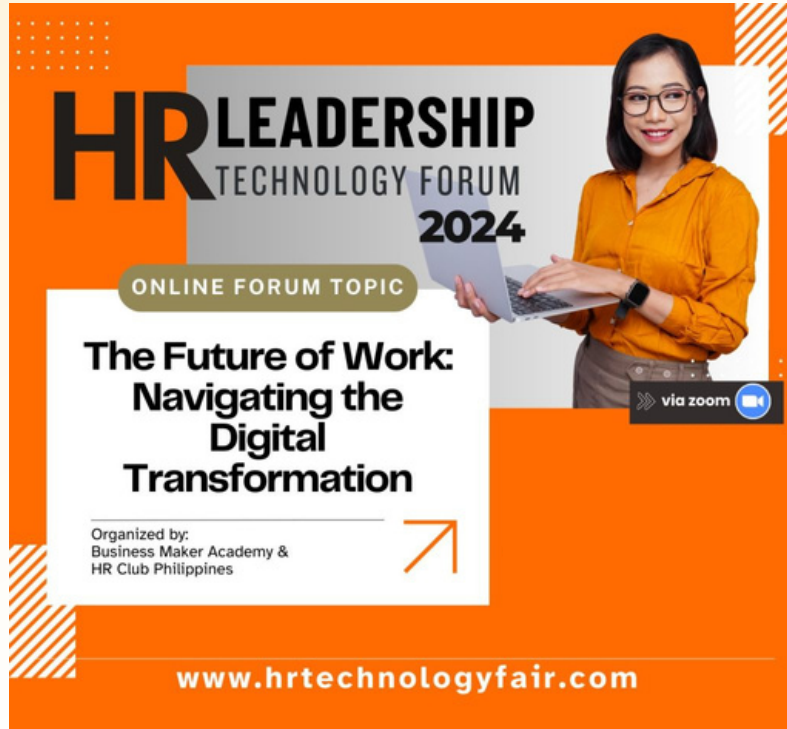 HR LEADERSHIP
TECHNOLOGY FORUM
2024
ONLINE FORUM TOPIC
The Future of Work:
Navigating the
Digital
Transformation
via zoom
Organized by:
Business Maker Academy &
HR Club Philippines
www.hrtechnologyfair.com